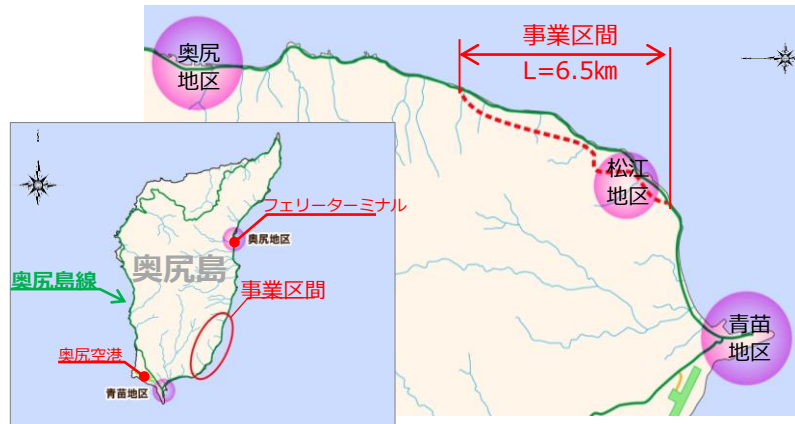 奥尻
地区
事業区間
L=6.5㎞
松江
地区
青苗
地区
フェリーターミナル
奥尻地区
奥尻島
奥尻島線
事業区間
奥尻空港
青苗地区